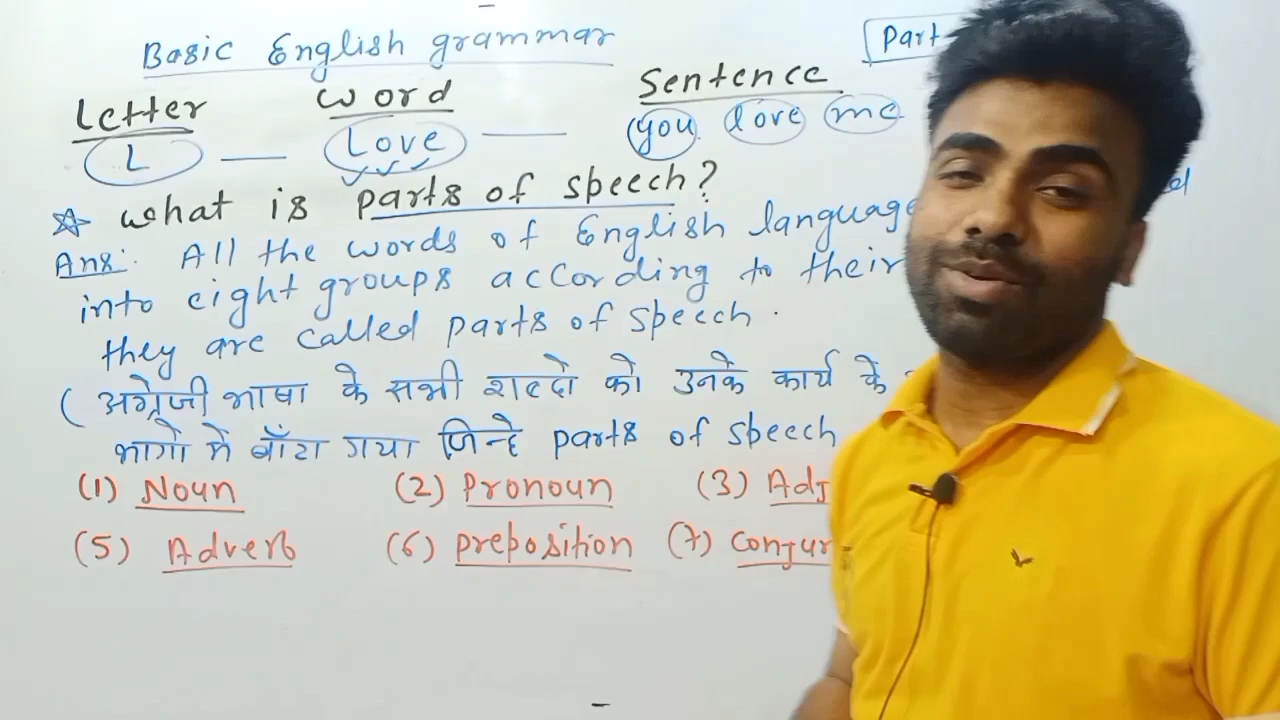 Basic English grammar
Part-
Letter word Sentence
L Love you love me
What is parts of speech?
Ans: All the words of English language
into eight groups according to their
they are called parts of speech.
( अंग्रेजी भाषा के सभी शब्दो को उनके कार्य के
भागो में बाँटा गया जिन्हे parts of speech
(1) Noun (2) Pronoun (3) Adj
(5) Adverb (6) preposition (7) Conjun